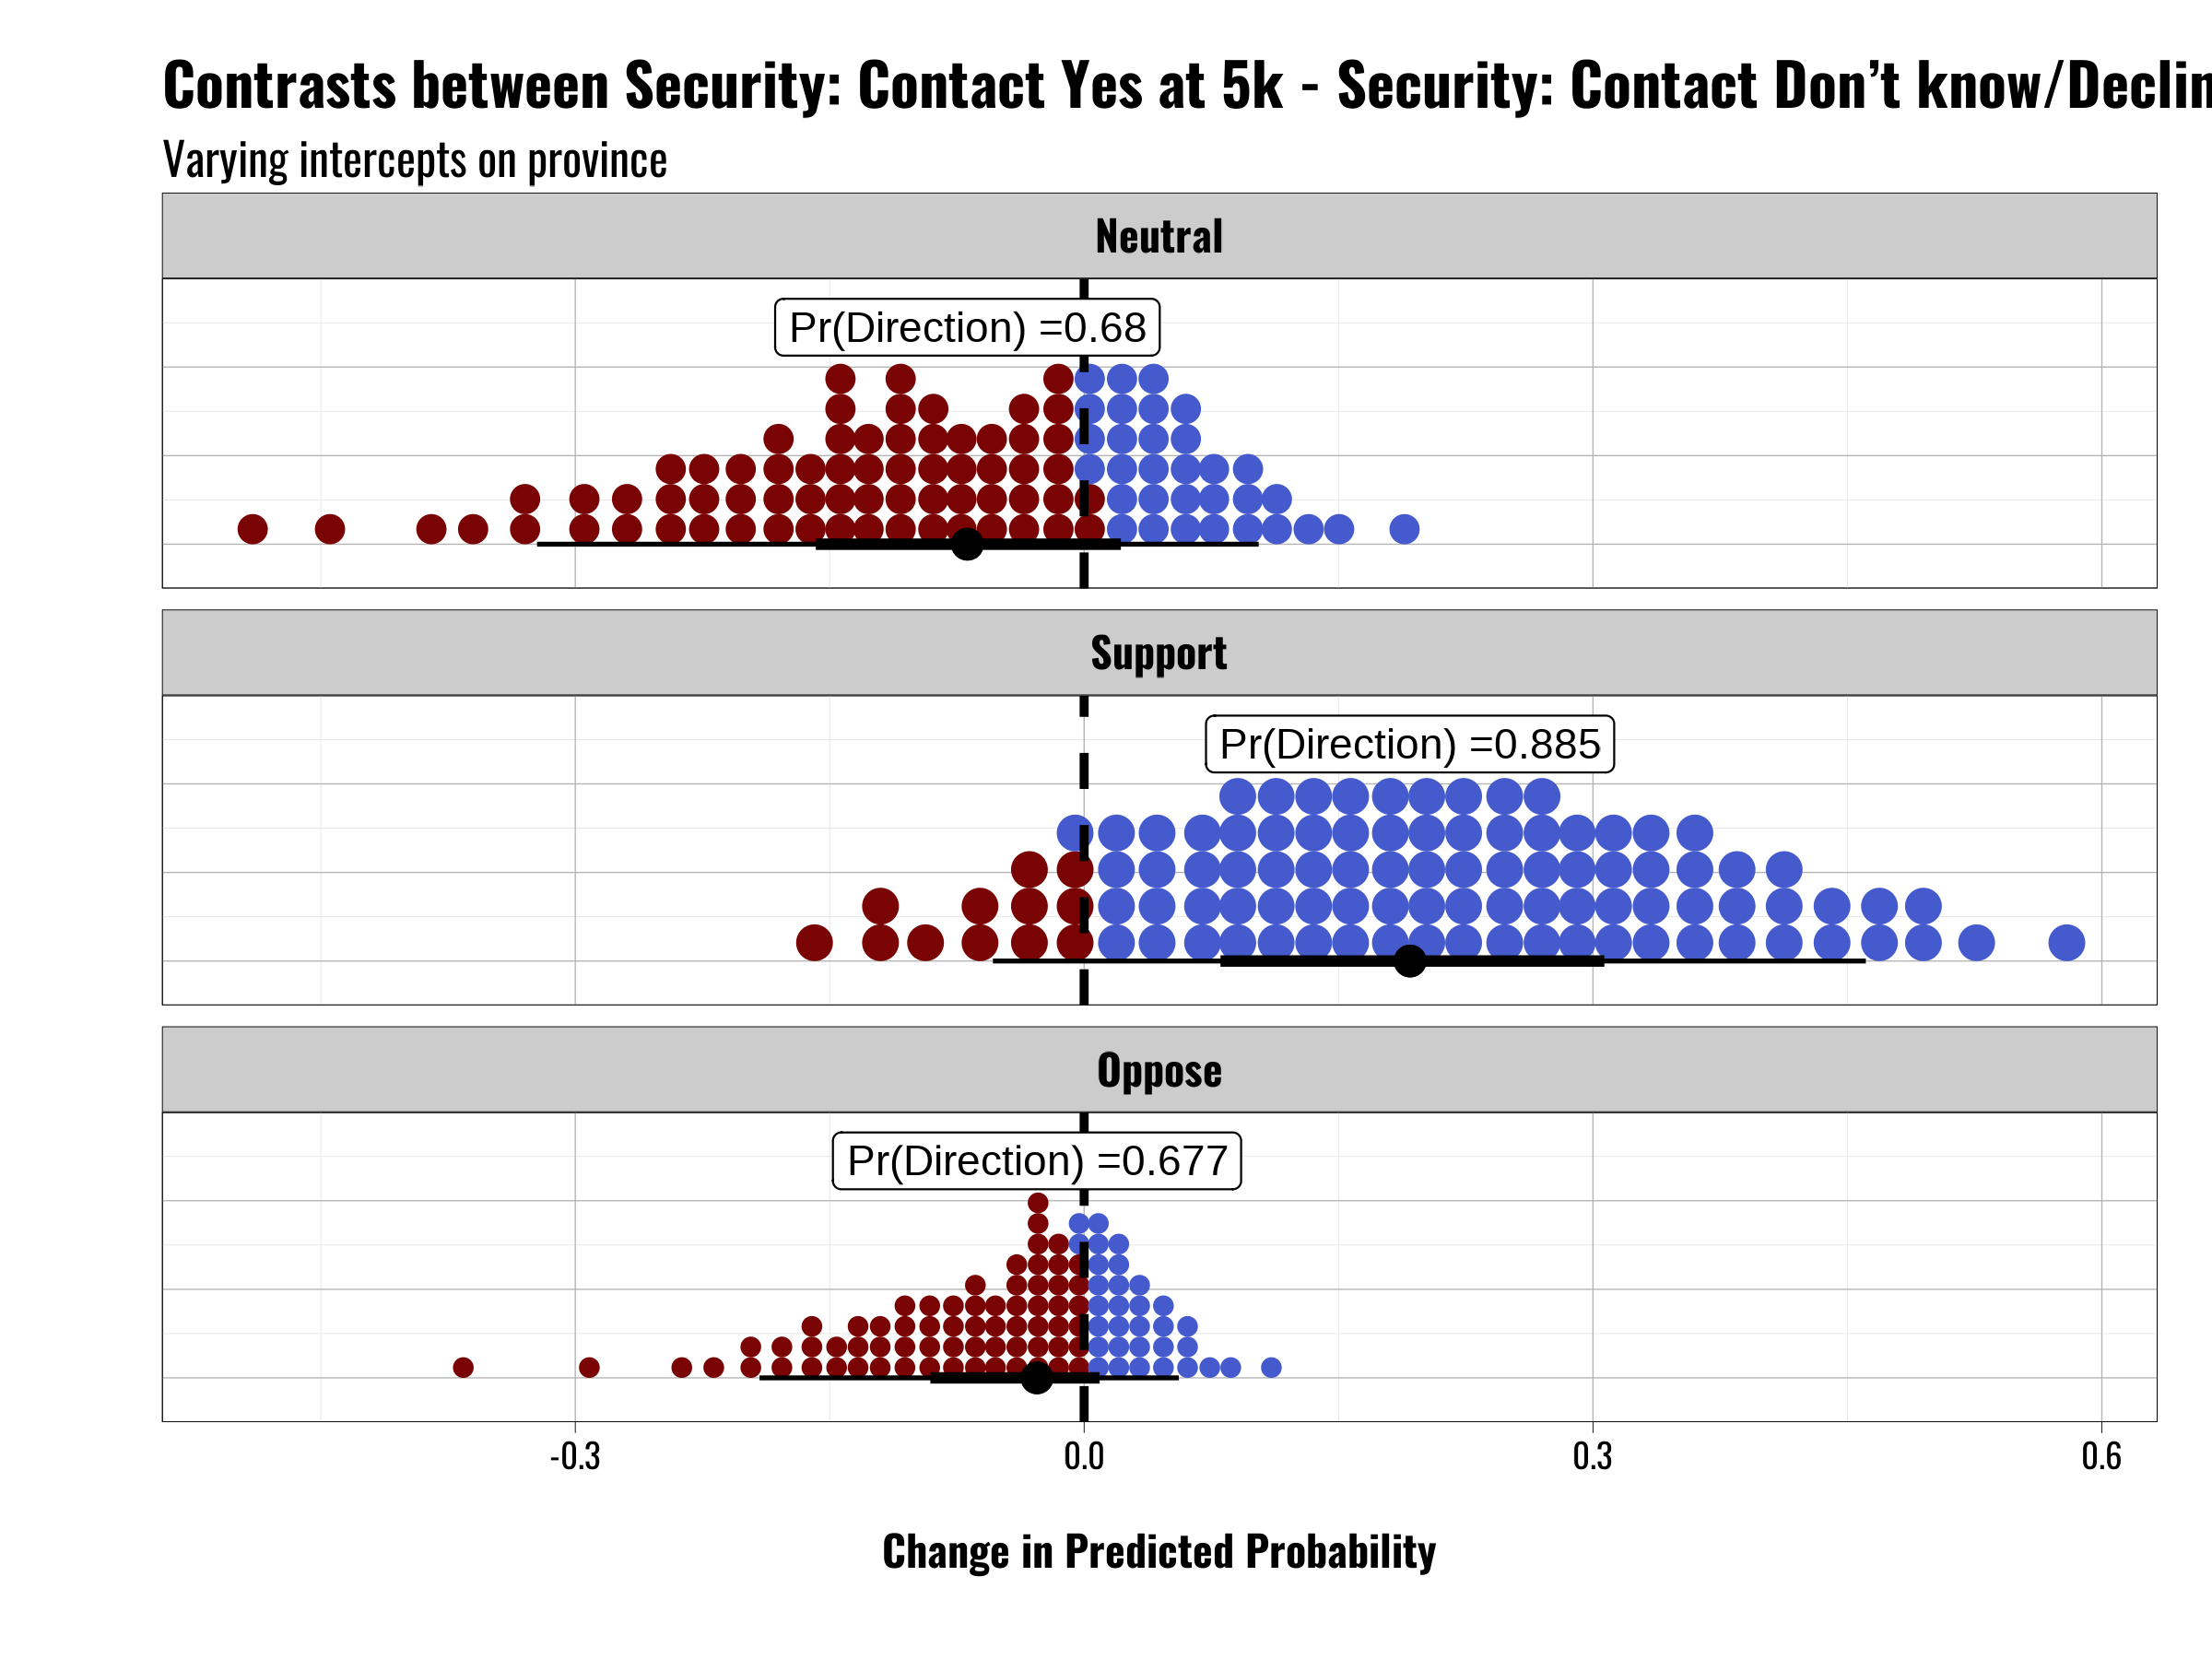 Contrasts between Security: Contact Yes at 5k - Security: Contact Don’t know/Declin
Varying intercepts on province
Neutral
Pr(Direction) =0.68
Support
Pr(Direction) =0.885
Oppose
Pr(Direction) =0.677
-0.3 0.0 0.3 0.6
Change in Predicted Probability